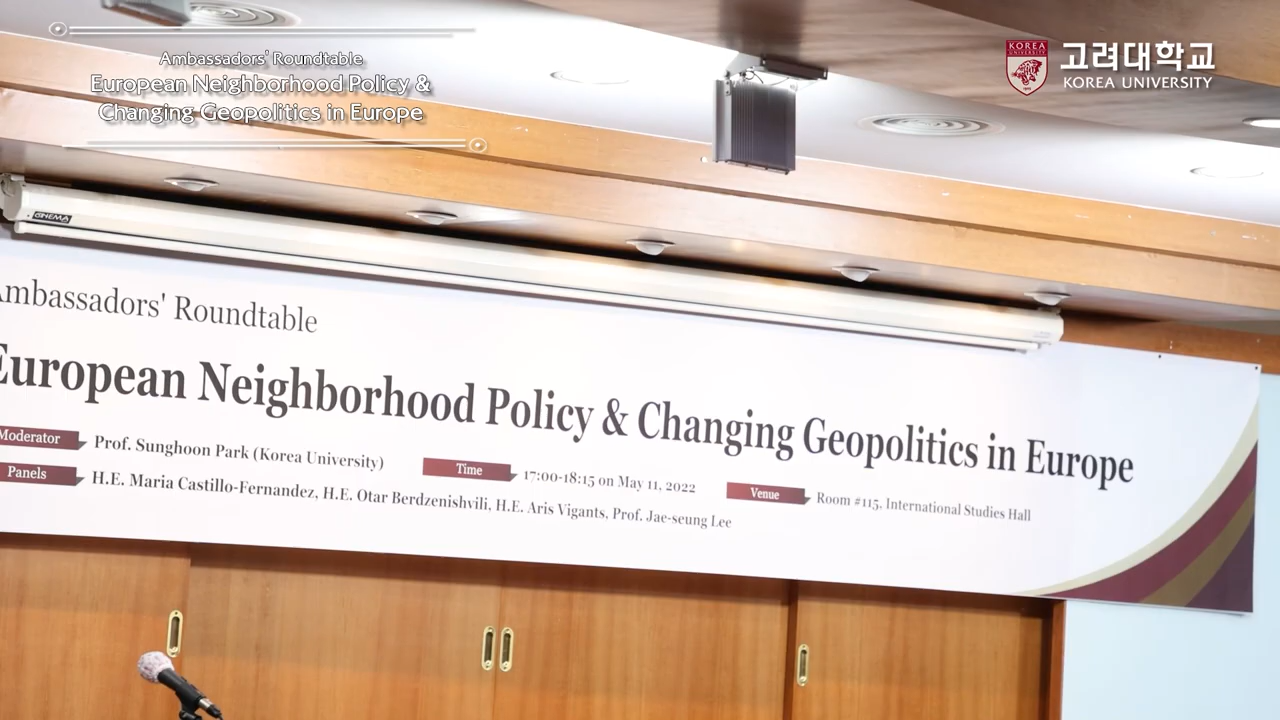 Ambassadors' Roundtable
European Neighborhood Policy &
Changing Geopolitics in Europe
KOREA
고려대학교
KOREA UNIVERSITY
CINEMA
Ambassadors' Roundtable
European Neighborhood Policy & Changing Geopolitics in Europe
Moderator Prof. Sunghoon Park (Korea University)
Time 17:00-18:15 on May 11, 2022
Venue Room #115, International Studies Hall
Panels H.E. Maria Castillo-Fernandez, H.E. Otar Berdzenishvili, H.E. Aris Vigants, Prof. Jae-seung Lee